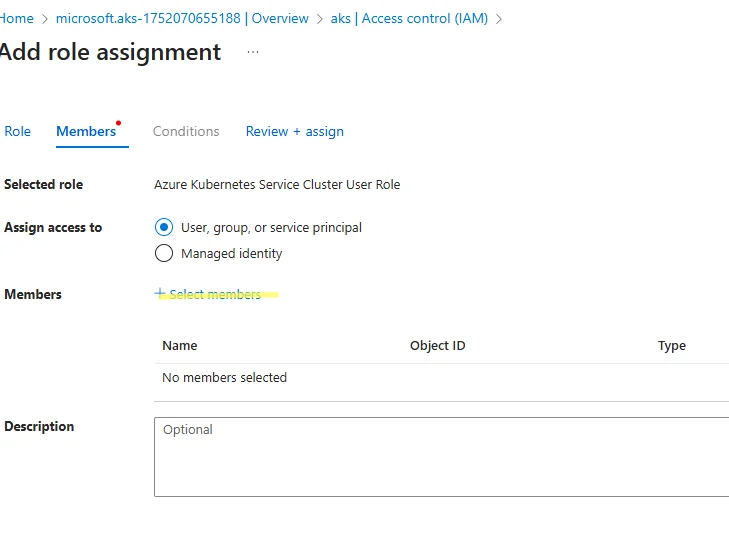 Home > microsoft.aks-1752070655188 | Overview > aks | Access control (IAM) >
Add role assignment ...
Role Members Conditions Review + assign
Selected role Azure Kubernetes Service Cluster User Role
Assign access to User, group, or service principal
Managed identity
Members + Select members
Name Object ID Type
No members selected
Description Optional